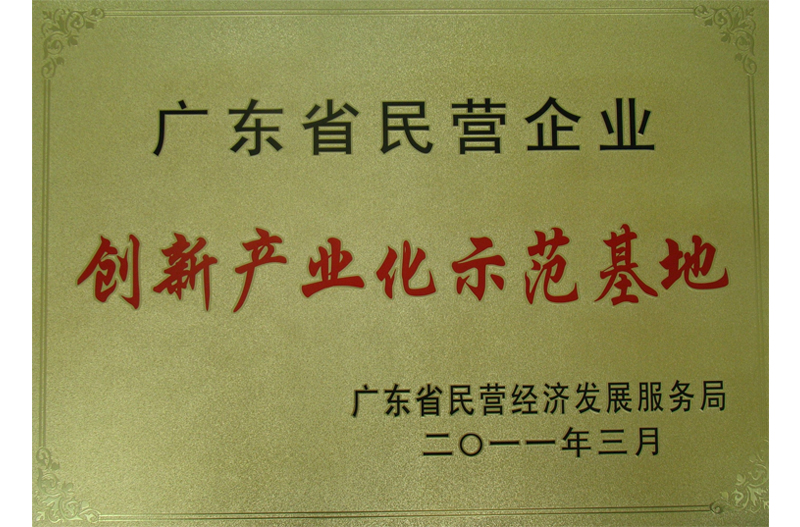 广东省民营企业
创新产业化示范基地
广东省民营经济发展服务局
二〇一一年三月